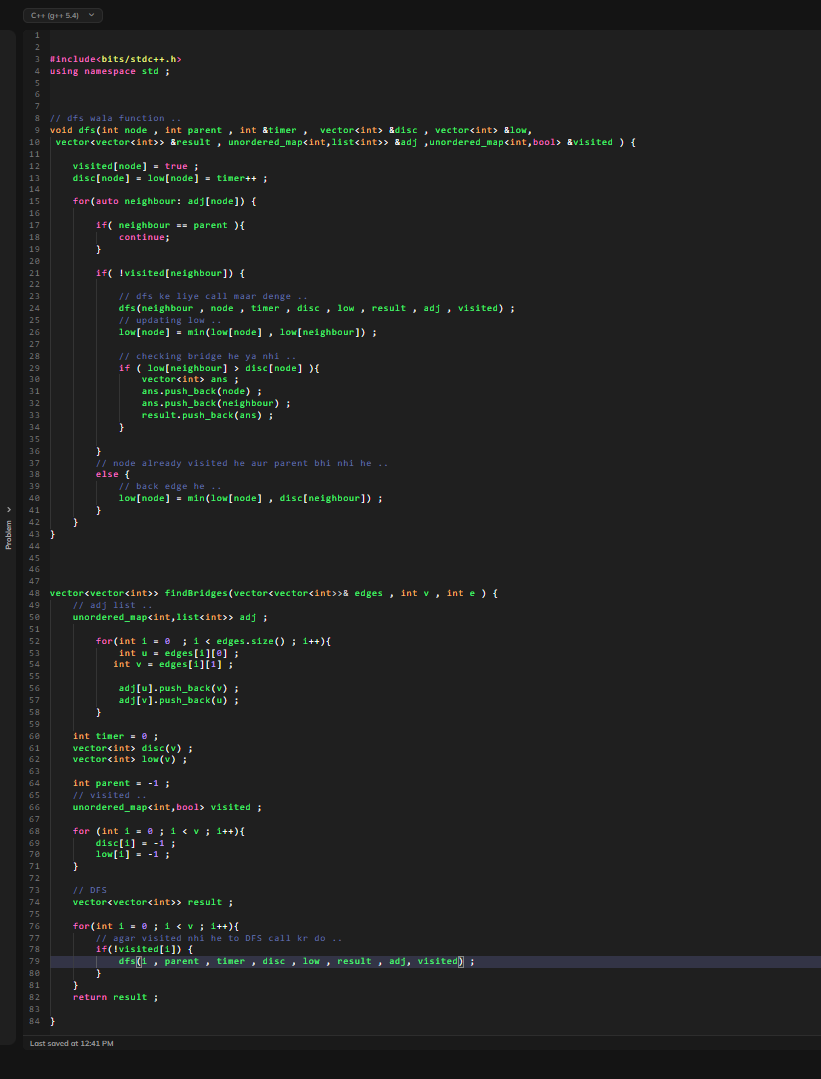 C++ (g++ 5.4)
1
2
3 #include<bits/stdc++.h>
4 using namespace std ;
5
6
7
8 // dfs wala function ..
9 void dfs(int node , int parent , int &timer ,  vector<int> &disc , vector<int> &low,
10  vector<vector<int>> &result , unordered_map<int,list<int>> &adj ,unordered_map<int,bool> &visited ) {
11
12     visited[node] = true ;
13     disc[node] = low[node] = timer++ ;
14
15     for(auto neighbour: adj[node]) {
16
17         if( neighbour == parent ){
18             continue;
19         }
20
21         if( !visited[neighbour]) {
22
23             // dfs ke liye call maar denge ..
24             dfs(neighbour , node , timer , disc , low , result , adj , visited) ;
25             // updating low ..
26             low[node] = min(low[node] , low[neighbour]) ;
27
28             // checking bridge he ya nhi ..
29             if ( low[neighbour] > disc[node] ){
30                 vector<int> ans ;
31                 ans.push_back(node) ;
32                 ans.push_back(neighbour) ;
33                 result.push_back(ans) ;
34             }
35
36         }
37         // node already visited he aur parent bhi nhi he ..
38         else {
39             // back edge he ..
40             low[node] = min(low[node] , disc[neighbour]) ;
41         }
42     }
43 }
44
45
46
47
48 vector<vector<int>> findBridges(vector<vector<int>>& edges , int v , int e ) {
49     // adj list ..
50     unordered_map<int,list<int>> adj ;
51
52         for(int i = 0  ; i < edges.size() ; i++){
53             int u = edges[i][0] ;
54            int v = edges[i][1] ;
55
56             adj[u].push_back(v) ;
57             adj[v].push_back(u) ;
58         }
59
60     int timer = 0 ;
61     vector<int> disc(v) ;
62     vector<int> low(v) ;
63
64     int parent = -1 ;
65     // visited ..
66     unordered_map<int,bool> visited ;
67
68     for (int i = 0 ; i < v ; i++){
69         disc[i] = -1 ;
70         low[i] = -1 ;
71     }
72
73     // DFS
74     vector<vector<int>> result ;
75
76     for(int i = 0 ; i < v ; i++){
77         // agar visited nhi he to DFS call kr do ..
78         if(!visited[i]) {
79             dfs(i , parent , timer , disc , low , result , adj, visited) ;
80         }
81     }
82     return result ;
83
84 }
Problem
Last saved at 12:41 PM